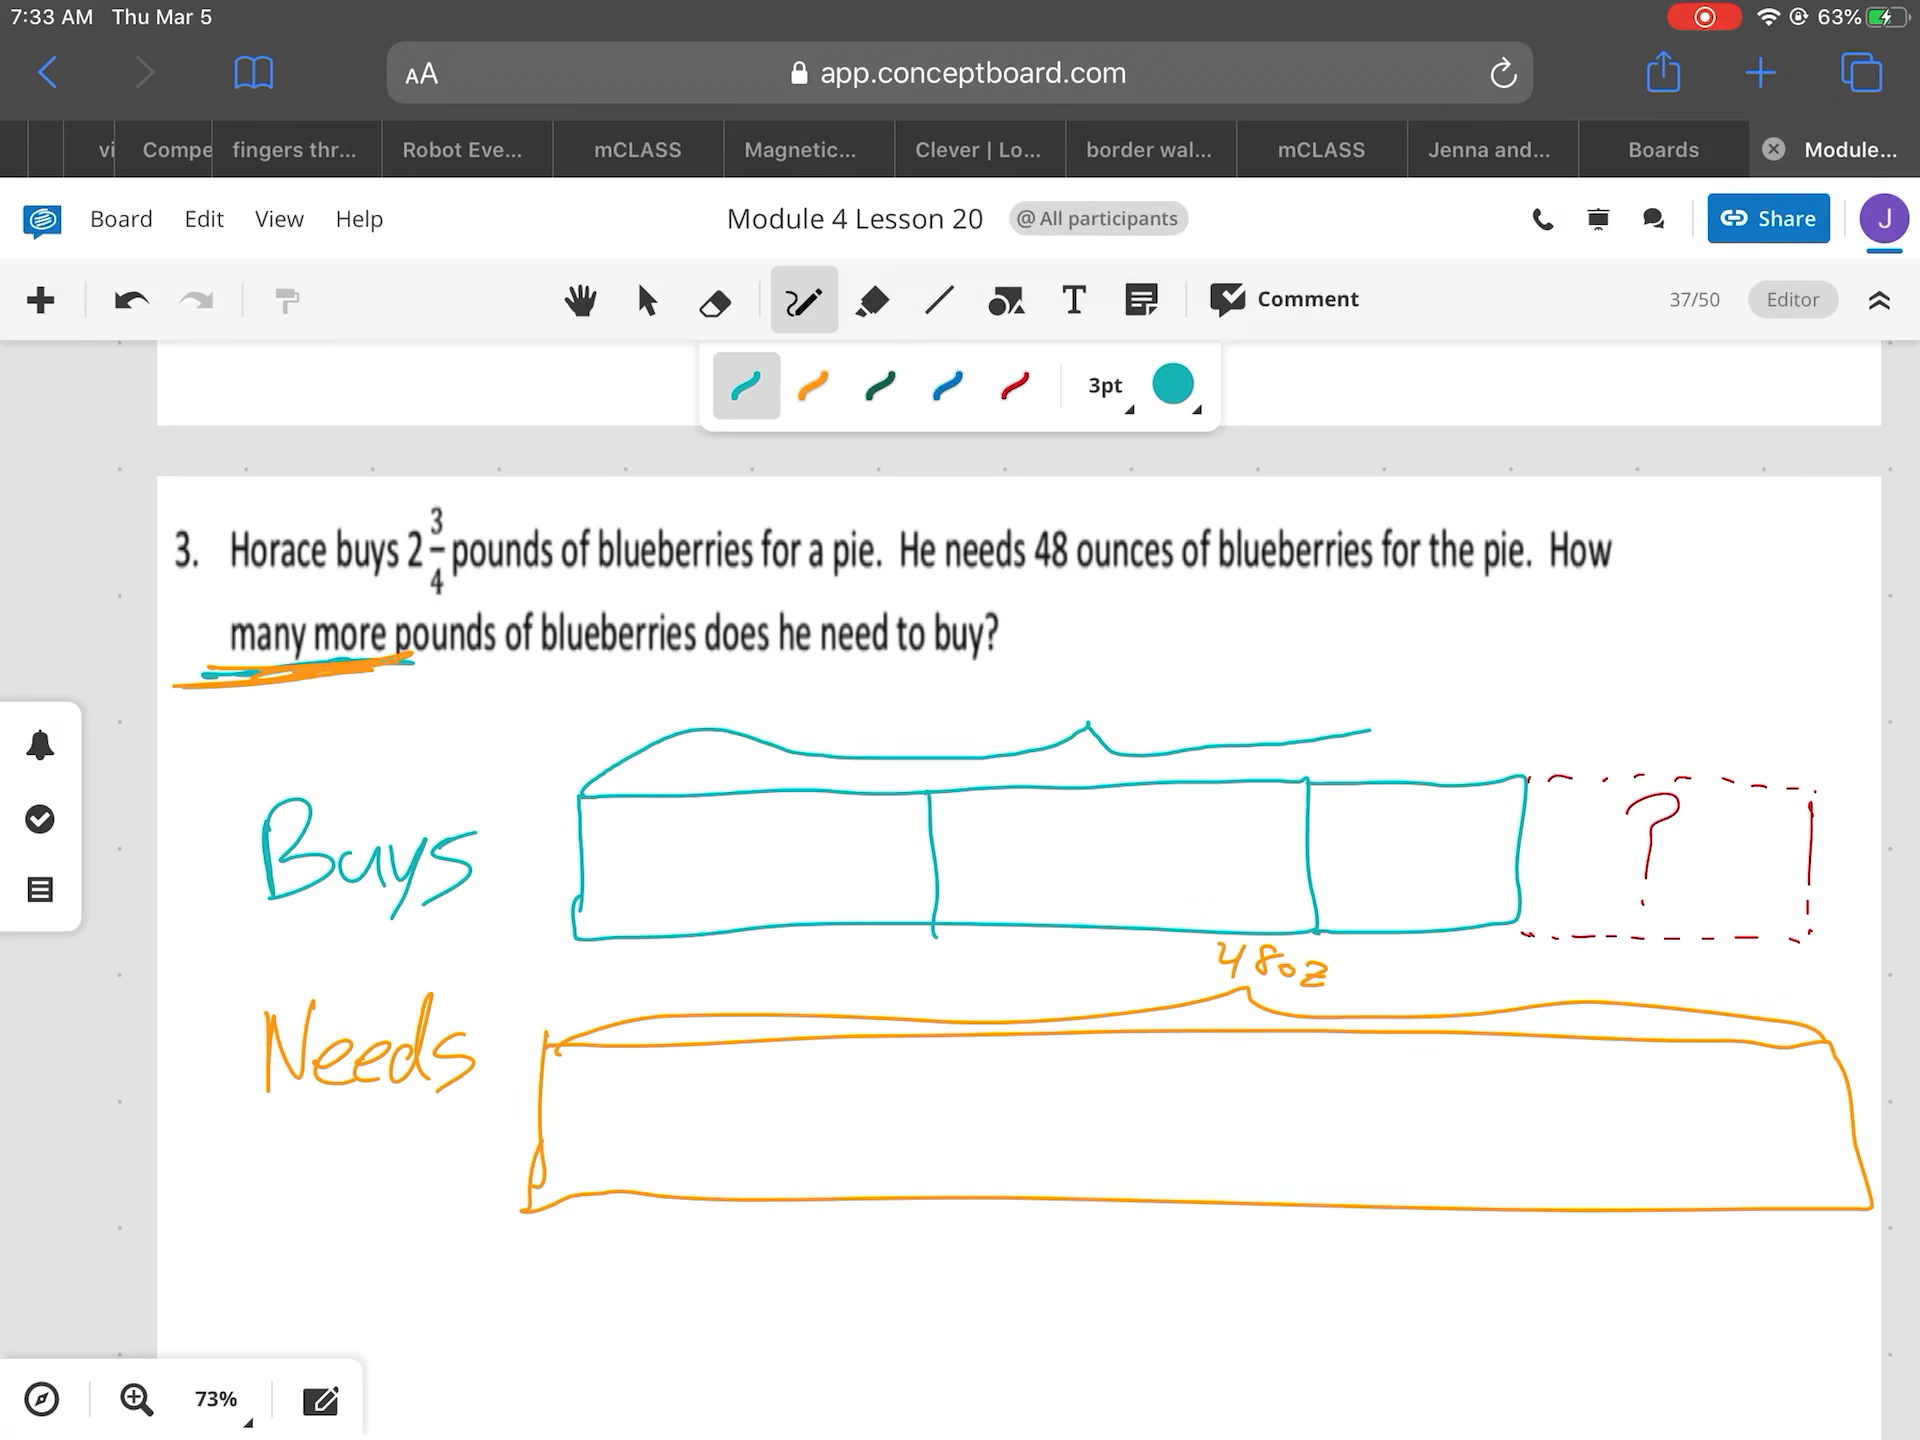 7:33 AM Thu Mar 5
63%
AA
app.conceptboard.com
vi
Compe
fingers thr...
Robot Eve...
mCLASS
Magnetic...
Clever | Lo...
border wal...
mCLASS
Jenna and...
Boards
Module...
Board Edit View Help
Module 4 Lesson 20
@ All participants
Share
J
T
Comment
37/50
Editor
3pt
3. Horace buys 2 3/4 pounds of blueberries for a pie. He needs 48 ounces of blueberries for the pie. How
many more pounds of blueberries does he need to buy?
Buys
?
48oz
Needs
73%